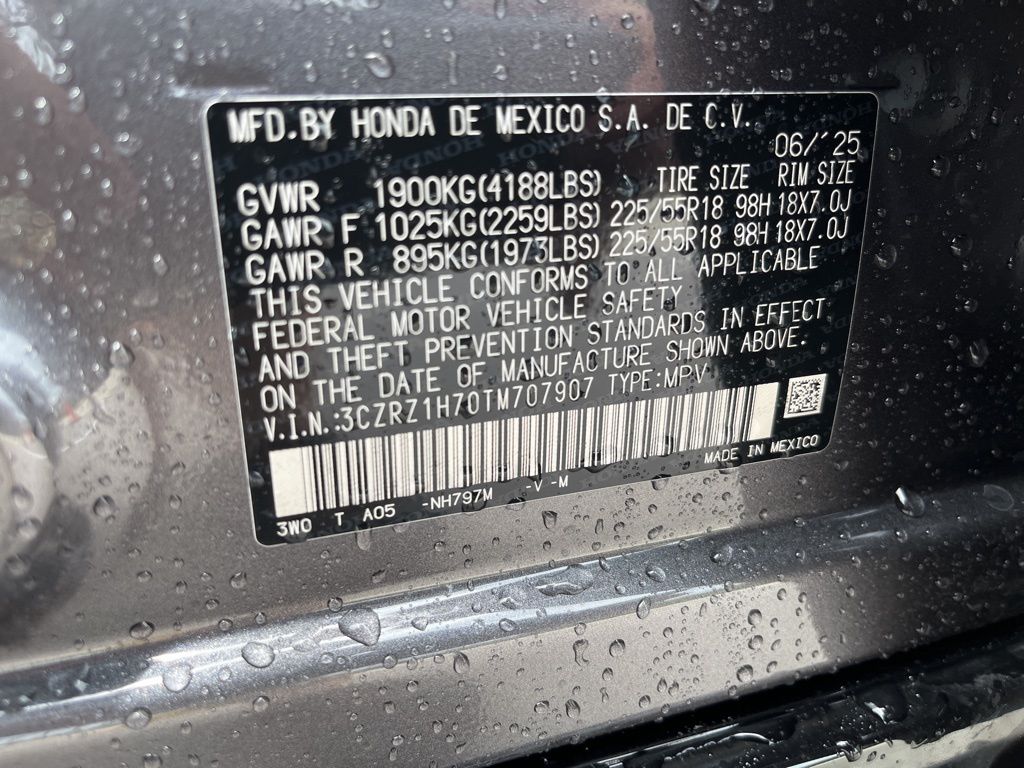 MFD.BY HONDA DE MEXICO S.A. DE C.V.
06/'25
TIRE SIZE RIM SIZE
GVWR 1900KG(4188LBS)
GAWR F 1025KG(2259LBS) 225/55R18 98H 18X7.0J
GAWR R 895KG(1973LBS) 225/55R18 98H 18X7.0J
THIS VEHICLE CONFORMS TO ALL APPLICABLE
FEDERAL MOTOR VEHICLE SAFETY
AND THEFT PREVENTION STANDARDS IN EFFECT
ON THE DATE OF MANUFACTURE SHOWN ABOVE.
V.I.N.:3CZRZ1H70TM707907 TYPE:MPV
MADE IN MEXICO
3W0 T A05 -NH797M -V -M